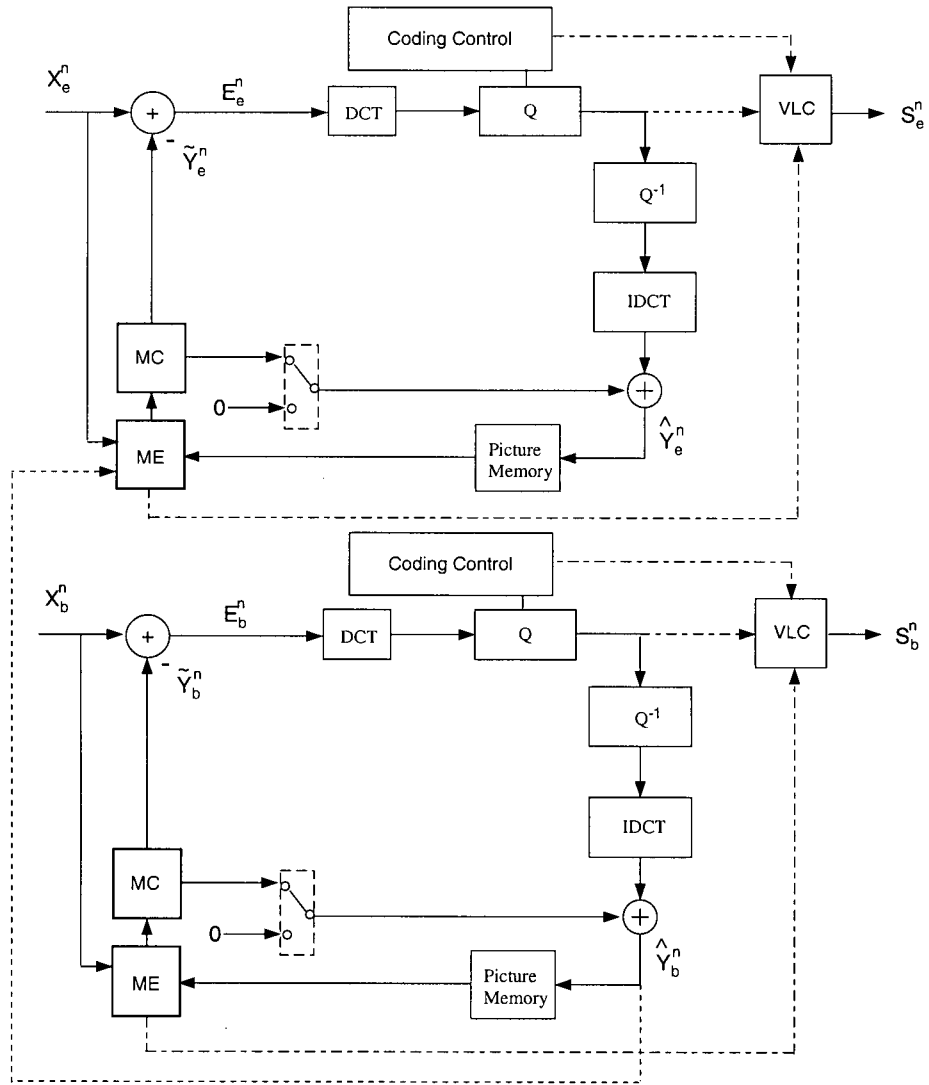 Coding Control
X_e^n
+
E_e^n
DCT
Q
VLC
S_e^n
-
Ỹ_e^n
Q⁻¹
IDCT
MC
0
+
Ŷ_e^n
ME
Picture
Memory
Coding Control
X_b^n
+
E_b^n
DCT
Q
VLC
S_b^n
-
Ỹ_b^n
Q⁻¹
IDCT
MC
0
+
Ŷ_b^n
ME
Picture
Memory